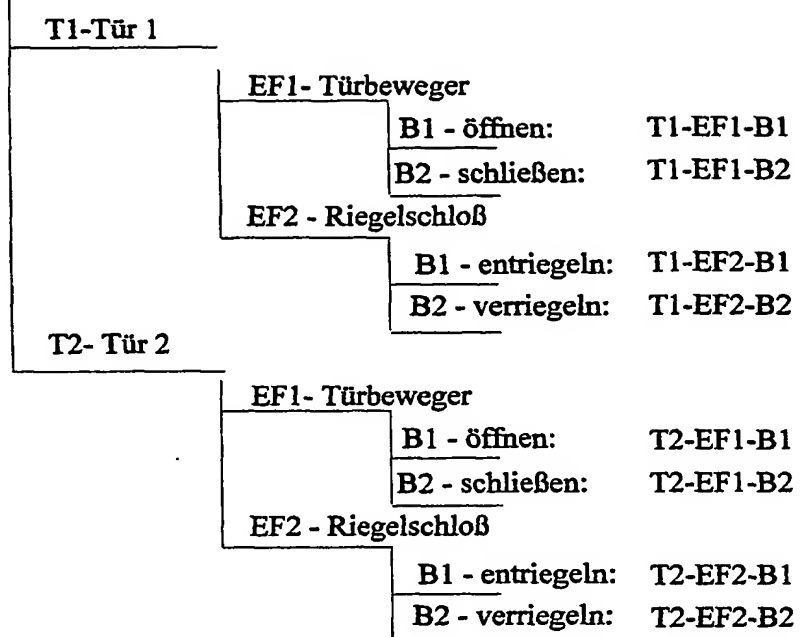 T1-Tür 1
EF1- Türbeweger
B1 - öffnen: T1-EF1-B1
B2 - schließen: T1-EF1-B2
EF2 - Riegelschloß
B1 - entriegeln: T1-EF2-B1
B2 - verriegeln: T1-EF2-B2
T2- Tür 2
EF1- Türbeweger
B1 - öffnen: T2-EF1-B1
B2 - schließen: T2-EF1-B2
EF2 - Riegelschloß
B1 - entriegeln: T2-EF2-B1
B2 - verriegeln: T2-EF2-B2